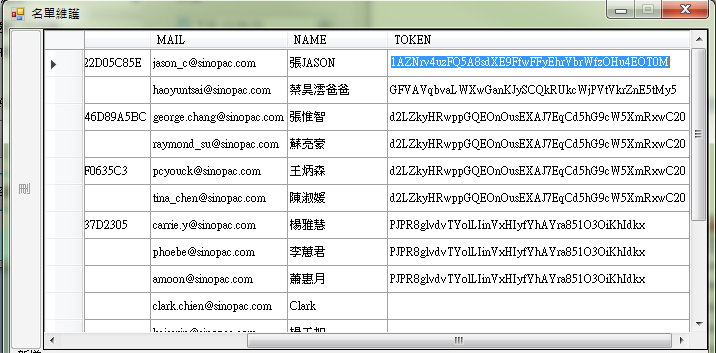 名單維護
MAIL NAME TOKEN
22D05C85E jason_c@sinopac.com 張JASON 1AZNrv4uzFQ5A8sdXE9FfwFFyEhrVbrWfzOHu4EOT0M
haoyuntsai@sinopac.com 蔡昊澐爸爸 GFVAVqbvaLWXwGanKJySCQkRUkcWjPVtVkrZnE5tMy5
46D89A5BC george.chang@sinopac.com 張惟智 d2LZkyHRwppGQEOnOusEXAJ7EqCd5hG9cW5XmRxwC20
raymond_su@sinopac.com 蘇亮豪 d2LZkyHRwppGQEOnOusEXAJ7EqCd5hG9cW5XmRxwC20
F0635C3 pcyouck@sinopac.com 王炳森 d2LZkyHRwppGQEOnOusEXAJ7EqCd5hG9cW5XmRxwC20
刪 tina_chen@sinopac.com 陳淑媛 d2LZkyHRwppGQEOnOusEXAJ7EqCd5hG9cW5XmRxwC20
37D2305 carrie.y@sinopac.com 楊雅慧 PJPR8glvdvTYolLIinVxHIyfYhAYra851O3OiKhIdkx
phoebe@sinopac.com 李蕙君 PJPR8glvdvTYolLIinVxHIyfYhAYra851O3OiKhIdkx
amoon@sinopac.com 蕭惠月 PJPR8glvdvTYolLIinVxHIyfYhAYra851O3OiKhIdkx
clark.chien@sinopac.com Clark